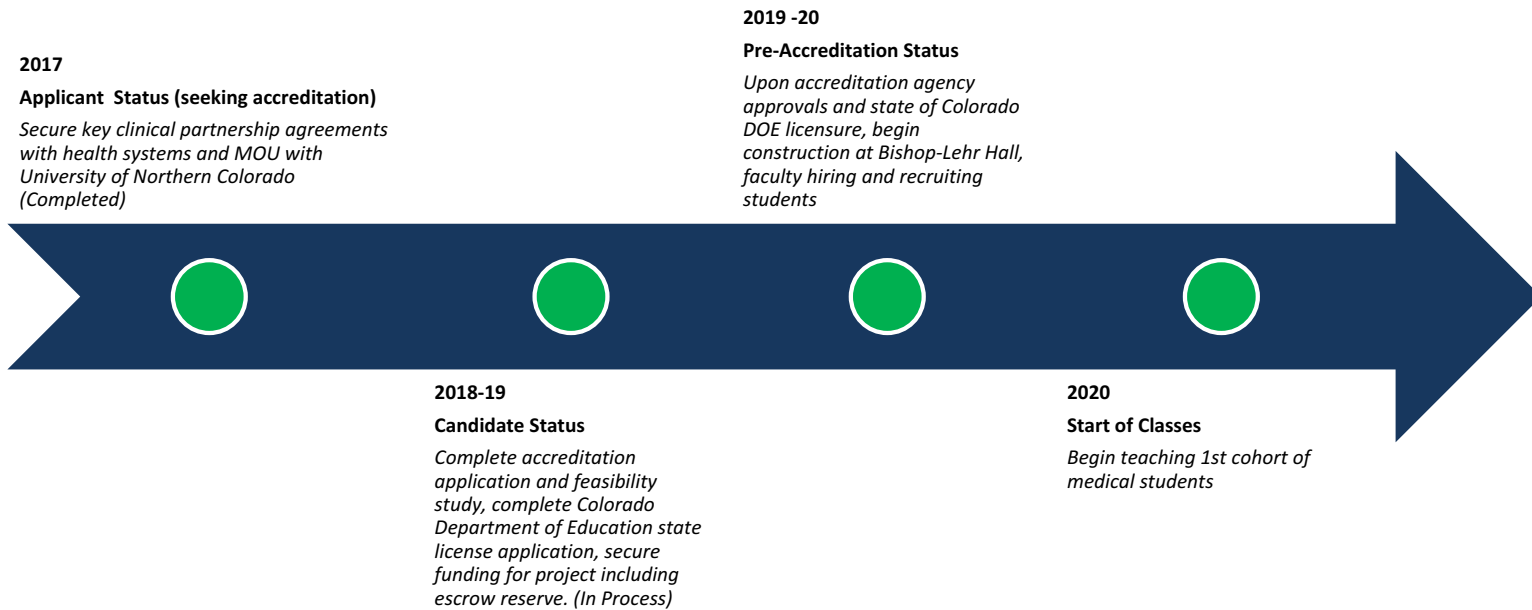 2017
Applicant  Status (seeking accreditation)
Secure key clinical partnership agreements
with health systems and MOU with
University of Northern Colorado
(Completed)
2018-19
Candidate Status
Complete accreditation
application and feasibility
study, complete Colorado
Department of Education state
license application, secure
funding for project including
escrow reserve. (In Process)
2019 -20
Pre-Accreditation Status
Upon accreditation agency
approvals and state of Colorado
DOE licensure, begin
construction at Bishop-Lehr Hall,
faculty hiring and recruiting
students
2020
Start of Classes
Begin teaching 1st cohort of
medical students